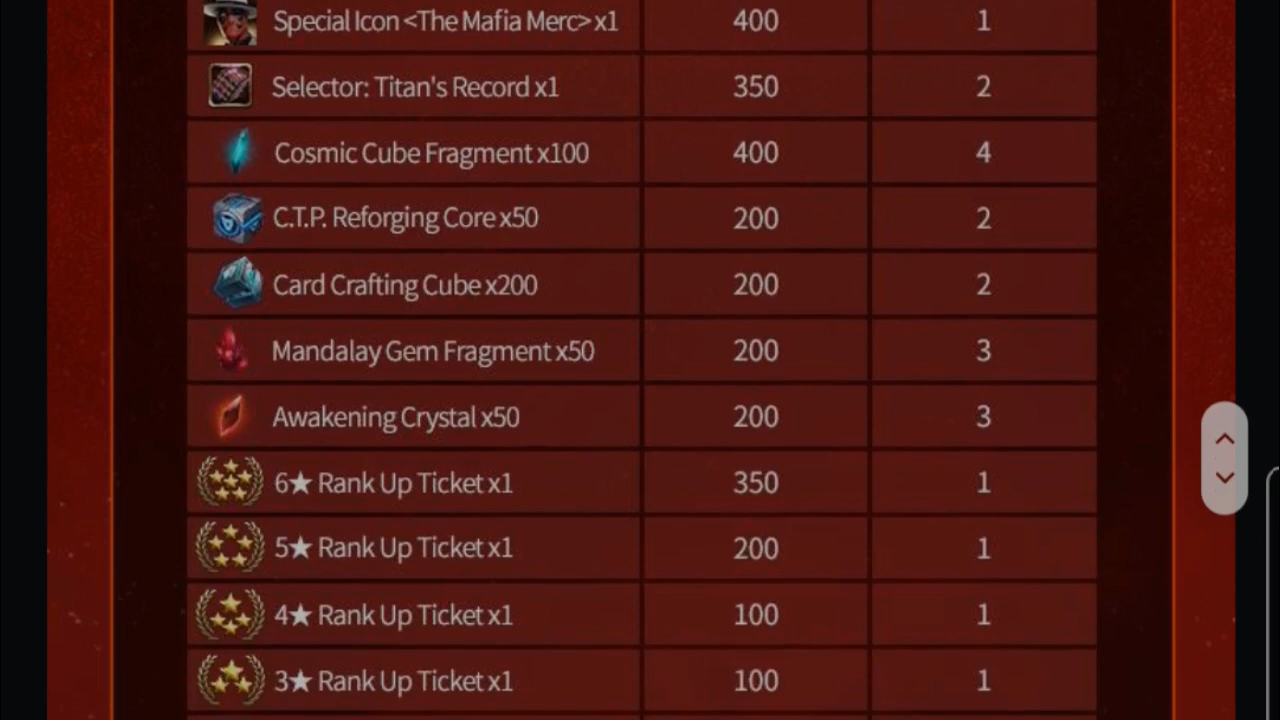 Special Icon <The Mafia Merc> x1 400 1
Selector: Titan's Record x1 350 2
Cosmic Cube Fragment x100 400 4
C.T.P. Reforging Core x50 200 2
Card Crafting Cube x200 200 2
Mandalay Gem Fragment x50 200 3
Awakening Crystal x50 200 3
6★ Rank Up Ticket x1 350 1
5★ Rank Up Ticket x1 200 1
4★ Rank Up Ticket x1 100 1
3★ Rank Up Ticket x1 100 1